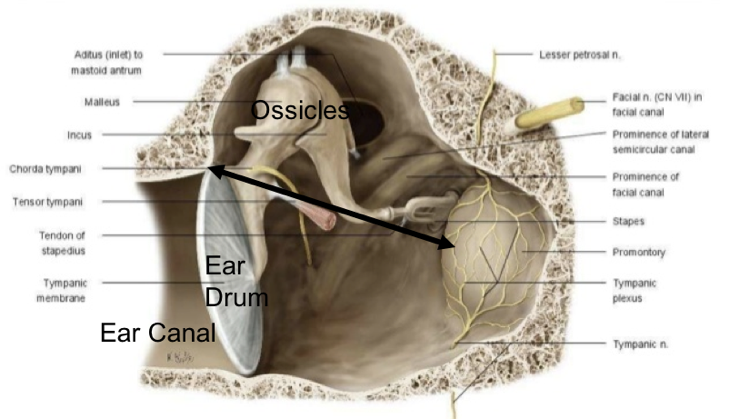 Aditus (inlet) to
mastoid antrum
Malleus
Incus
Chorda tympani
Tensor tympani
Tendon of
stapedius
Tympanic
membrane
Ossicles
Ear
Drum
Ear Canal
Lesser petrosal n.
Facial n. (CN VII) in
facial canal
Prominence of lateral
semicircular canal
Prominence of
facial canal
Stapes
Promontory
Tympanic
plexus
Tympanic n.